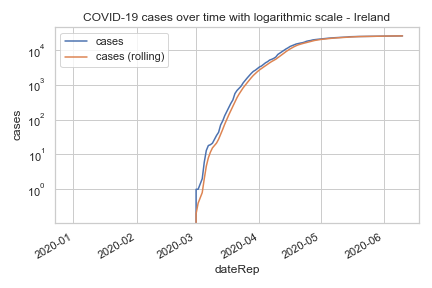 COVID-19 cases over time with logarithmic scale - Ireland
cases
cases (rolling)
10⁴
10³
10²
10¹
10⁰
cases
2020-01
2020-02
2020-03
2020-04
2020-05
2020-06
dateRep